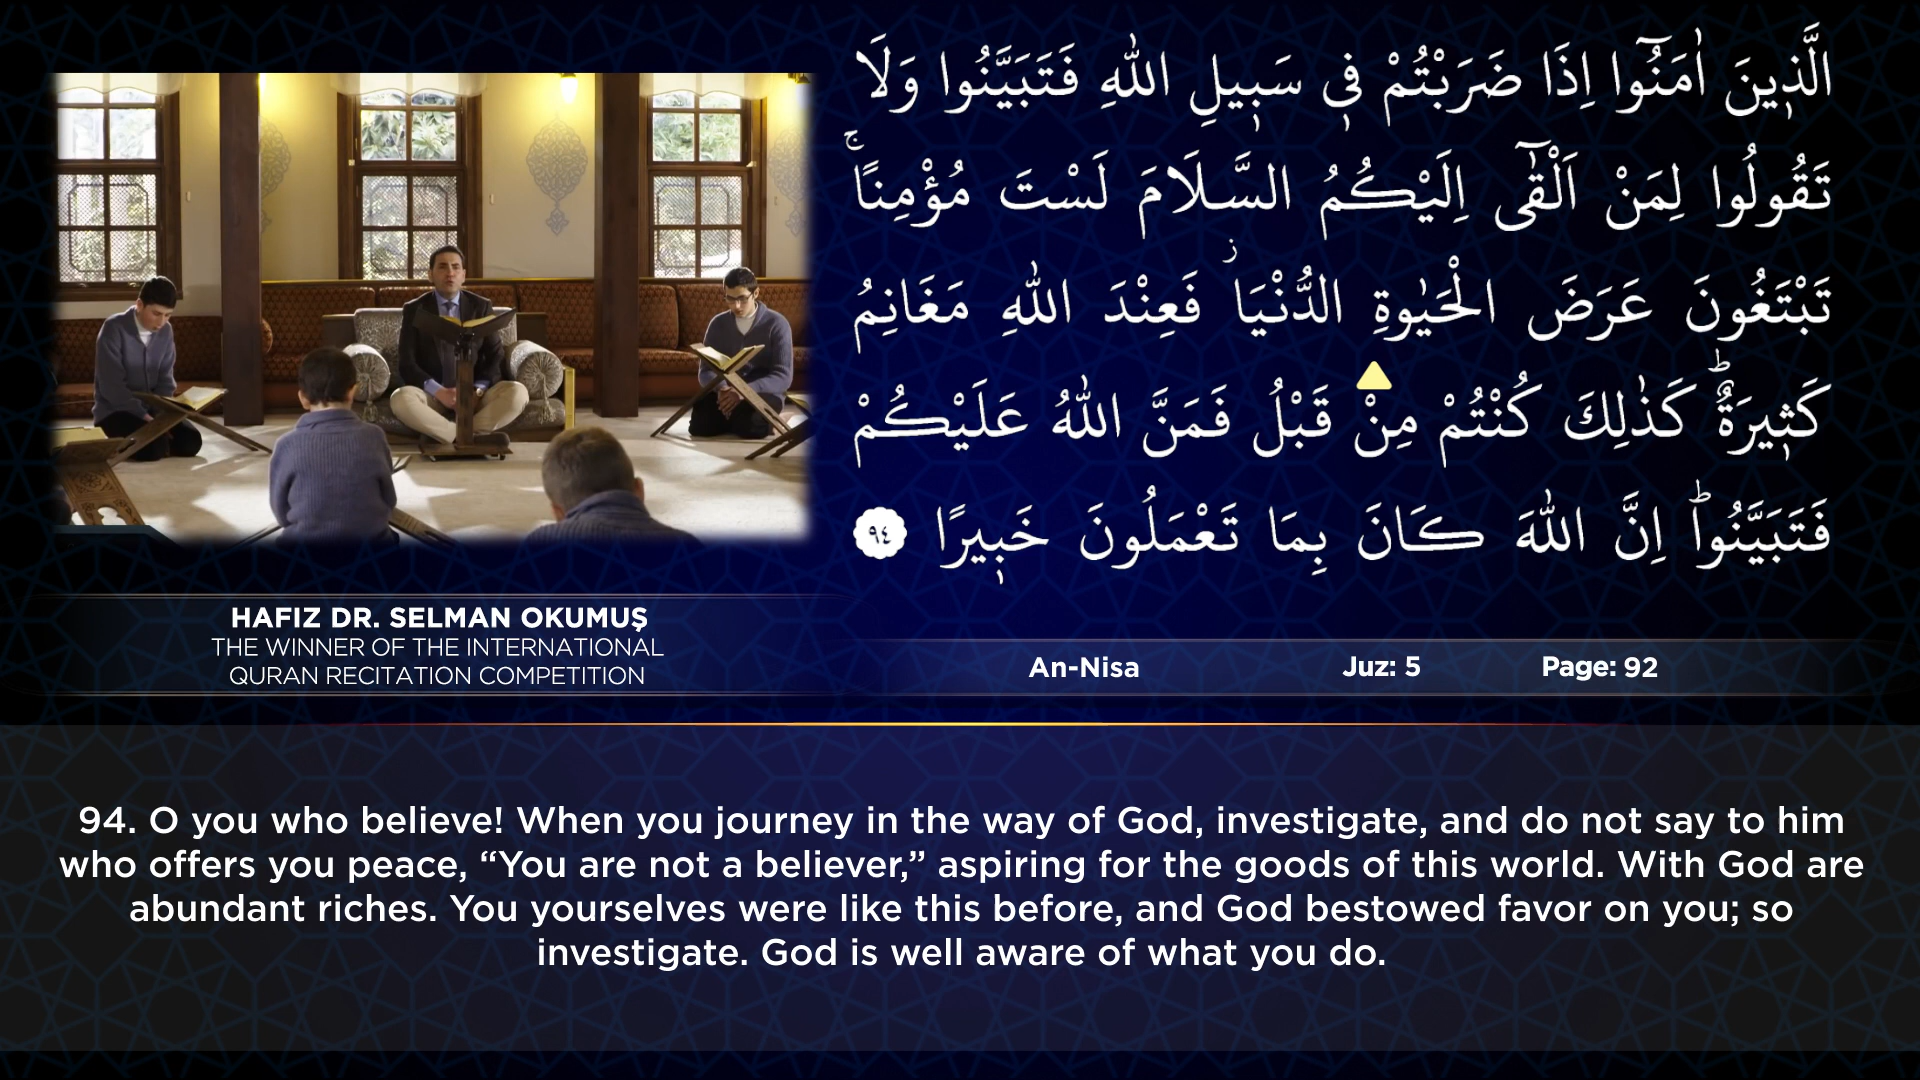 الَّذ۪ينَ اٰمَنُٓوا اِذَا ضَرَبْتُمْ ف۪ي سَب۪يلِ اللّٰهِ فَتَبَيَّنُوا وَلَا
تَقُولُوا لِمَنْ اَلْقٰٓى اِلَيْكُمُ السَّلَامَ لَسْتَ مُؤْمِنًاۚ
تَبْتَغُونَ عَرَضَ الْحَيٰوةِ الدُّنْيَاۘ فَعِنْدَ اللّٰهِ مَغَانِمُ
كَث۪يرَةٌۜ كَذٰلِكَ كُنْتُمْ مِنْ قَبْلُ فَمَنَّ اللّٰهُ عَلَيْكُمْ
فَتَبَيَّنُواۜ اِنَّ اللّٰهَ كَانَ بِمَا تَعْمَلُونَ خَب۪يرًا ٩٤
HAFIZ DR. SELMAN OKUMUŞ
THE WINNER OF THE INTERNATIONAL
QURAN RECITATION COMPETITION
An-Nisa Juz: 5 Page: 92
94. O you who believe! When you journey in the way of God, investigate, and do not say to him
who offers you peace, “You are not a believer,” aspiring for the goods of this world. With God are
abundant riches. You yourselves were like this before, and God bestowed favor on you; so
investigate. God is well aware of what you do.